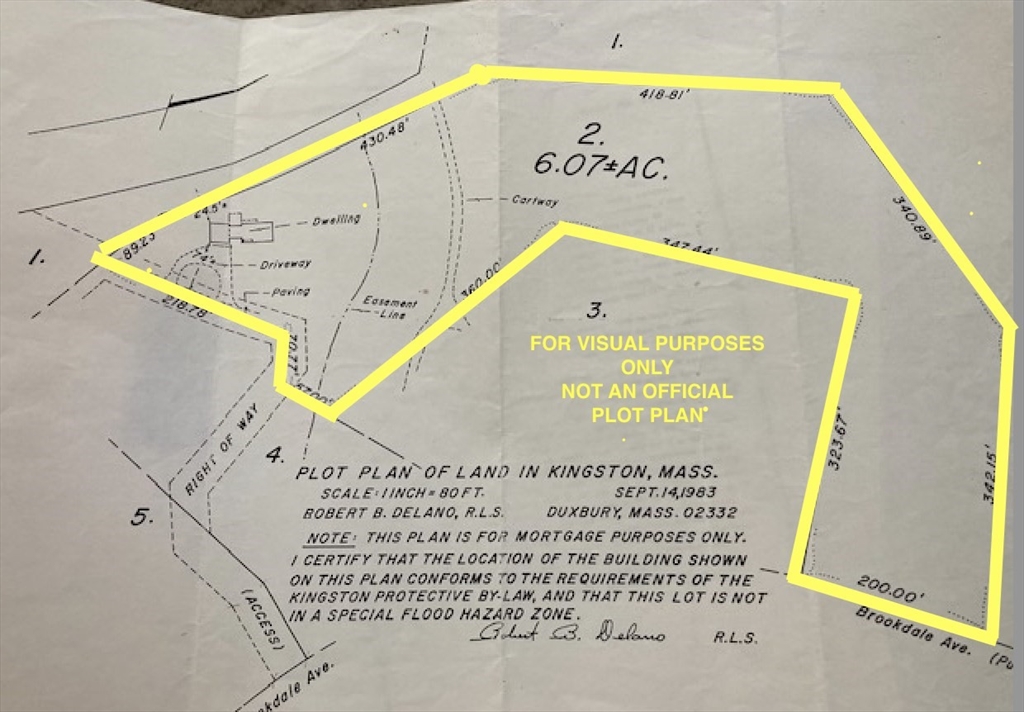 1.
418.81'
430.48'
2.
6.07±AC.
340.89'
Cartway
24.5'±
Dwelling
89.23'
1.
Driveway
Paving
218.78
Easement
Line
360.00'
347.44'
3.
FOR VISUAL PURPOSES
ONLY
NOT AN OFFICIAL
PLOT PLAN
323.67'
342.15'
RIGHT OF WAY
4.
5.
PLOT PLAN OF LAND IN KINGSTON, MASS.
SCALE: 1 INCH = 80 FT. SEPT. 14, 1983
ROBERT B. DELANO, R.L.S. DUXBURY, MASS. 02332
NOTE: THIS PLAN IS FOR MORTGAGE PURPOSES ONLY.
I CERTIFY THAT THE LOCATION OF THE BUILDING SHOWN
ON THIS PLAN CONFORMS TO THE REQUIREMENTS OF THE
KINGSTON PROTECTIVE BY-LAW, AND THAT THIS LOT IS NOT
IN A SPECIAL FLOOD HAZARD ZONE.
Robert B. Delano R.L.S.
200.00'
Brookdale Ave.
(ACCESS)
kdale Ave.